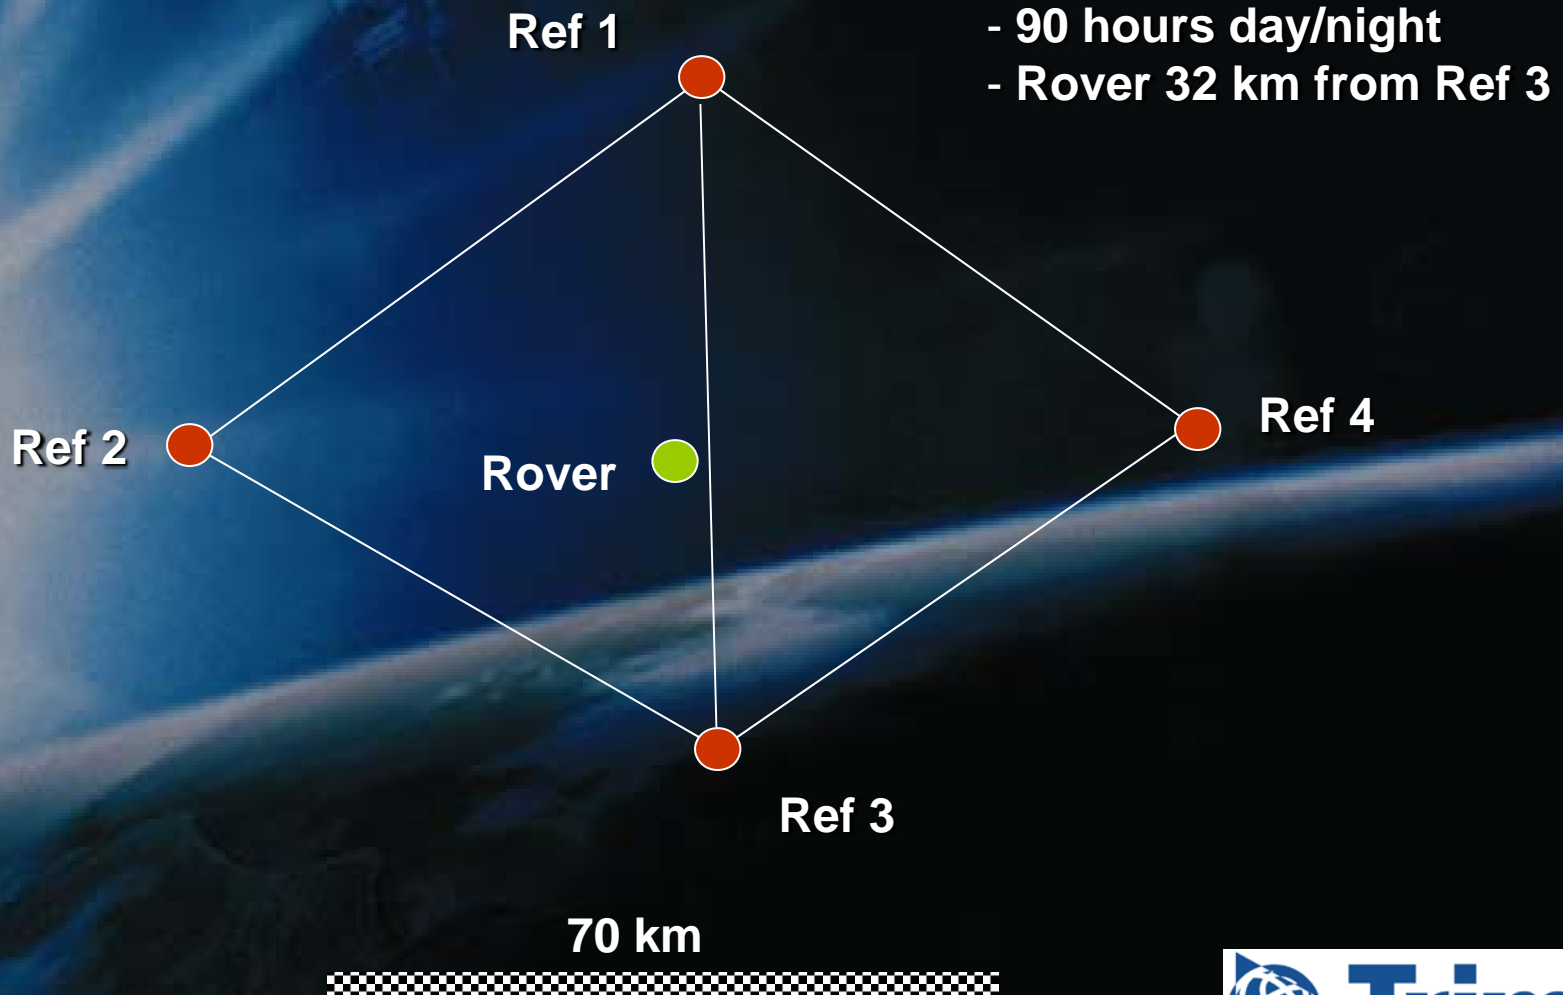 Ref 1
- 90 hours day/night
- Rover 32 km from Ref 3
Ref 4
Ref 2
Rover
Ref 3
70 km